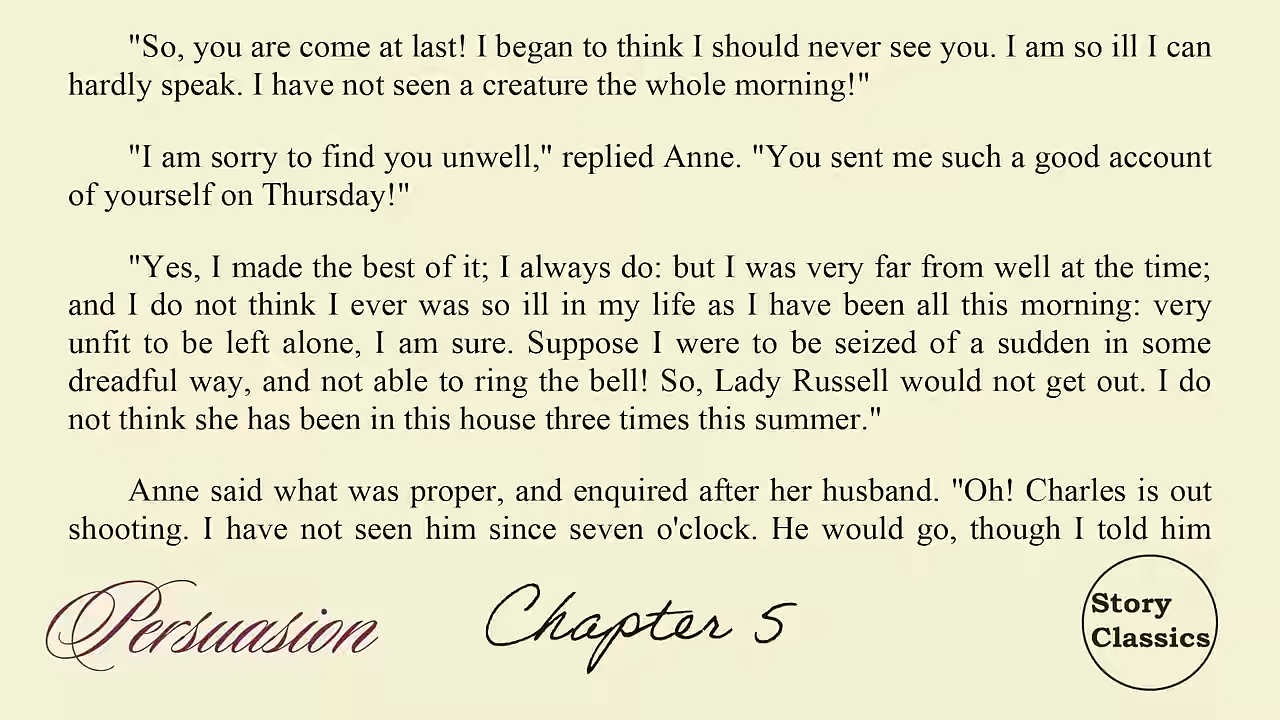 "So, you are come at last! I began to think I should never see you. I am so ill I can
hardly speak. I have not seen a creature the whole morning!"
"I am sorry to find you unwell," replied Anne. "You sent me such a good account
of yourself on Thursday!"
"Yes, I made the best of it; I always do: but I was very far from well at the time;
and I do not think I ever was so ill in my life as I have been all this morning: very
unfit to be left alone, I am sure. Suppose I were to be seized of a sudden in some
dreadful way, and not able to ring the bell! So, Lady Russell would not get out. I do
not think she has been in this house three times this summer."
Anne said what was proper, and enquired after her husband. "Oh! Charles is out
shooting. I have not seen him since seven o'clock. He would go, though I told him
Persuasion
Chapter 5
Story
Classics